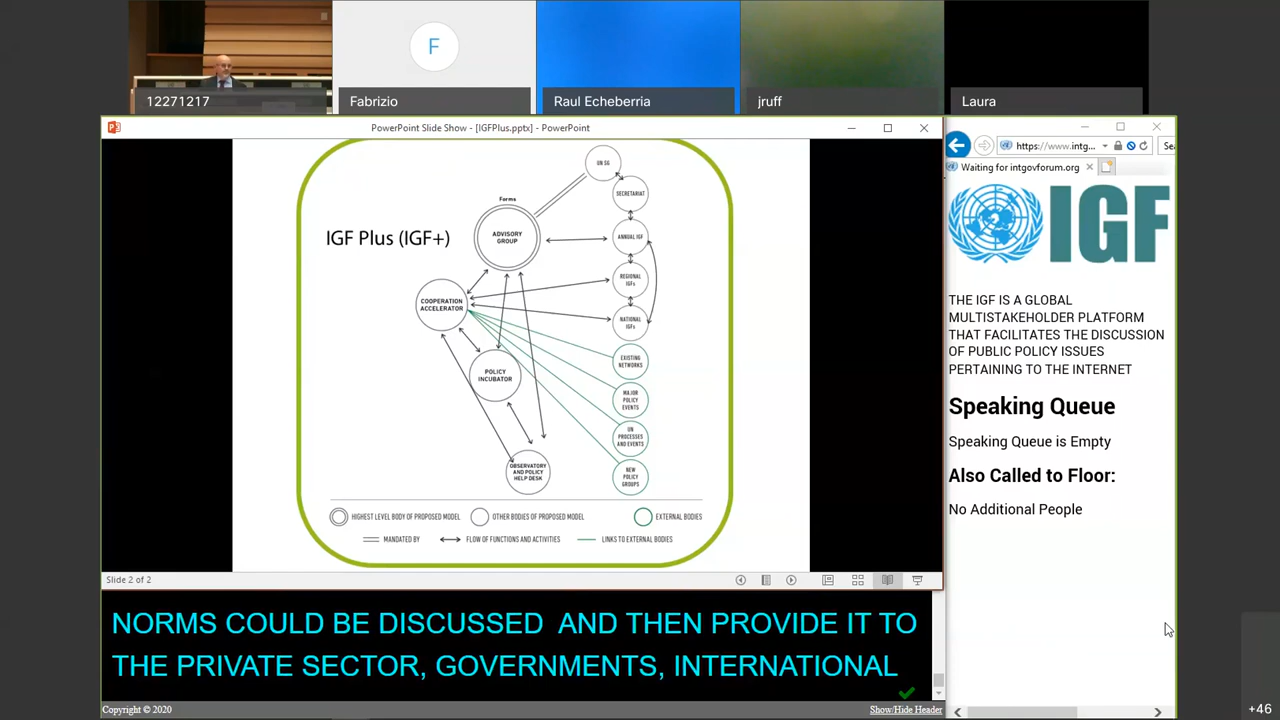 F
12271217
Fabrizio
Raul Echeberria
jruff
Laura
PowerPoint Slide Show - [IGFPlus.pptx] - PowerPoint
IGF Plus (IGF+)
Forms
UN SG
SECRETARIAT
ADVISORY
GROUP
ANNUAL IGF
REGIONAL
IGFs
COOPERATION
ACCELERATOR
NATIONAL
IGFs
EXISTING
NETWORKS
POLICY
INCUBATOR
MAJOR
POLICY
EVENTS
UN
PROCESSES
AND EVENTS
OBSERVATORY
AND POLICY
HELP DESK
NEW
POLICY
GROUPS
HIGHEST LEVEL BODY OF PROPOSED MODEL
OTHER BODIES OF PROPOSED MODEL
EXTERNAL BODIES
MANDATED BY
FLOW OF FUNCTIONS AND ACTIVITIES
LINKS TO EXTERNAL BODIES
Slide 2 of 2
NORMS COULD BE DISCUSSED AND THEN PROVIDE IT TO
THE PRIVATE SECTOR, GOVERNMENTS, INTERNATIONAL
Copyright © 2020
Show/Hide Header
https://www.intg...
Sea
Waiting for intgovforum.org
IGF
THE IGF IS A GLOBAL
MULTISTAKEHOLDER PLATFORM
THAT FACILITATES THE DISCUSSION
OF PUBLIC POLICY ISSUES
PERTAINING TO THE INTERNET
Speaking Queue
Speaking Queue is Empty
Also Called to Floor:
No Additional People
+46